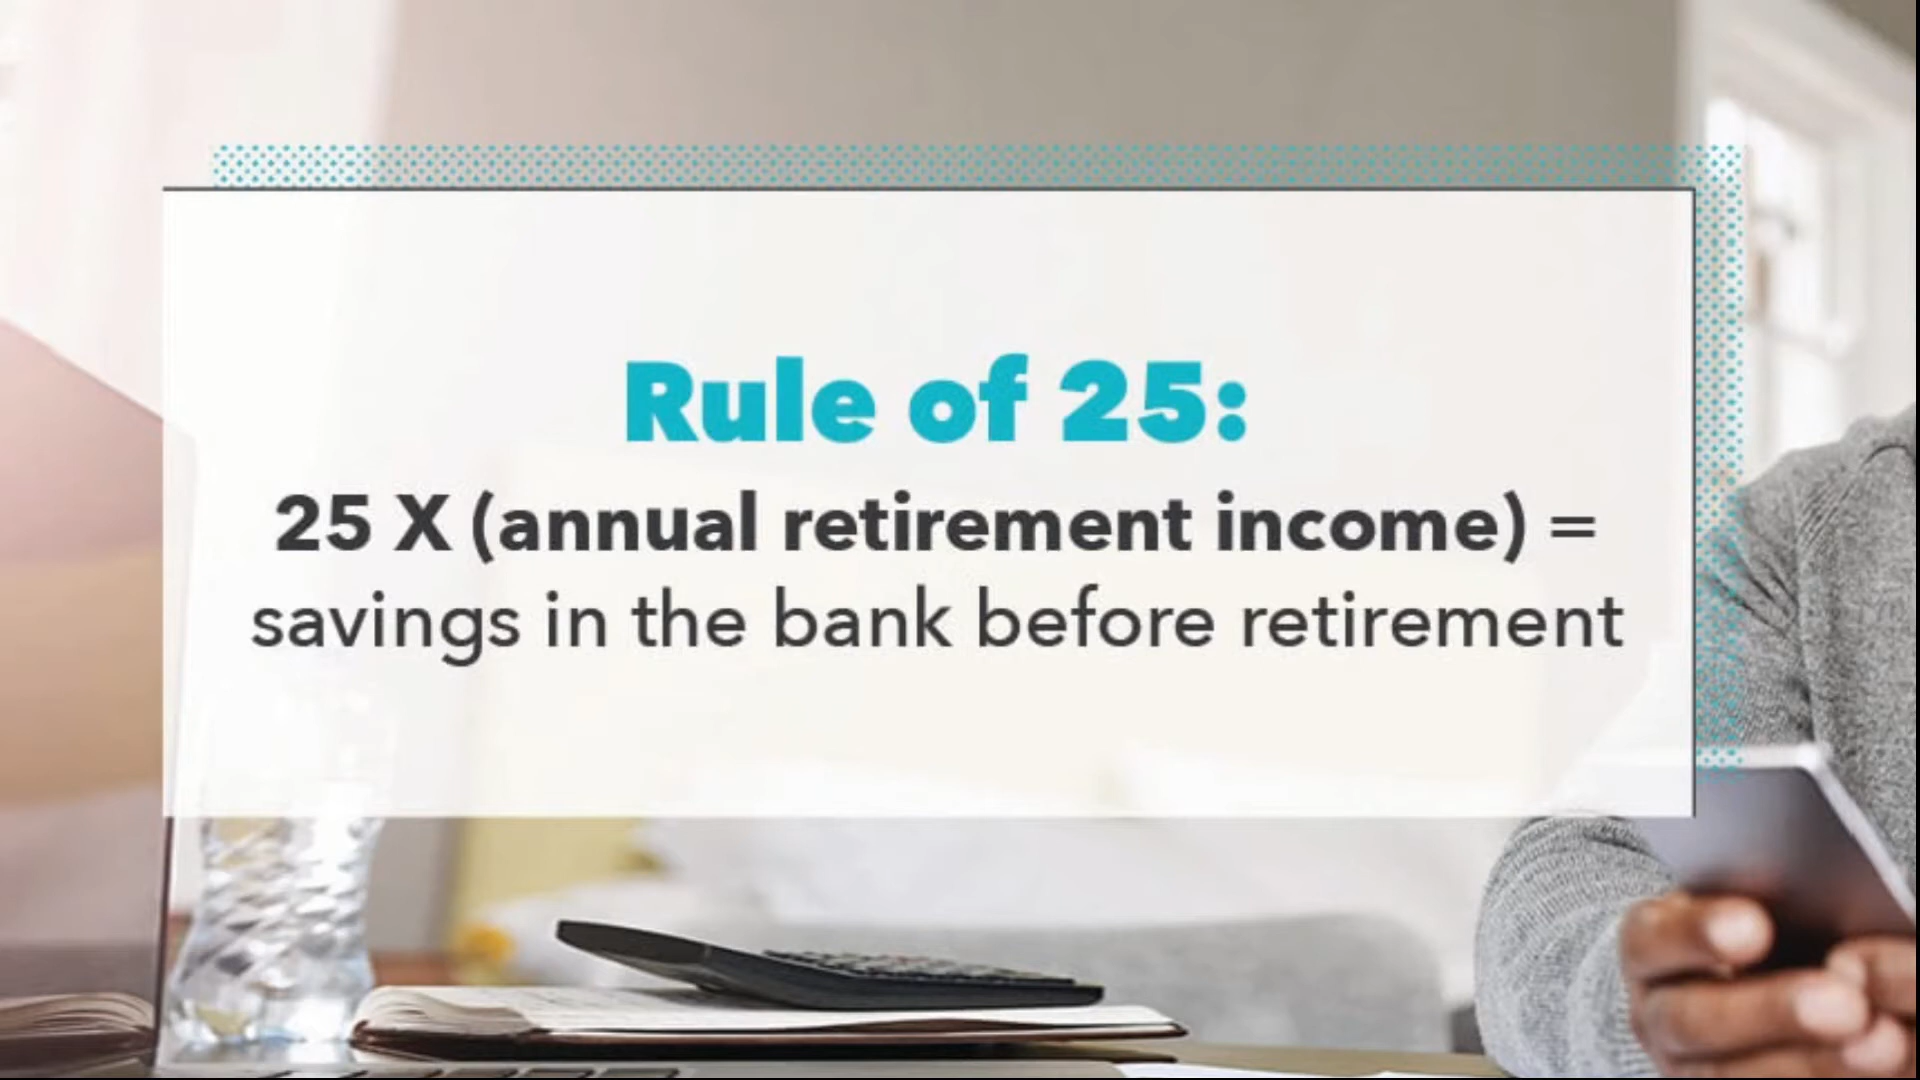 Rule of 25:
25 X (annual retirement income) =
savings in the bank before retirement